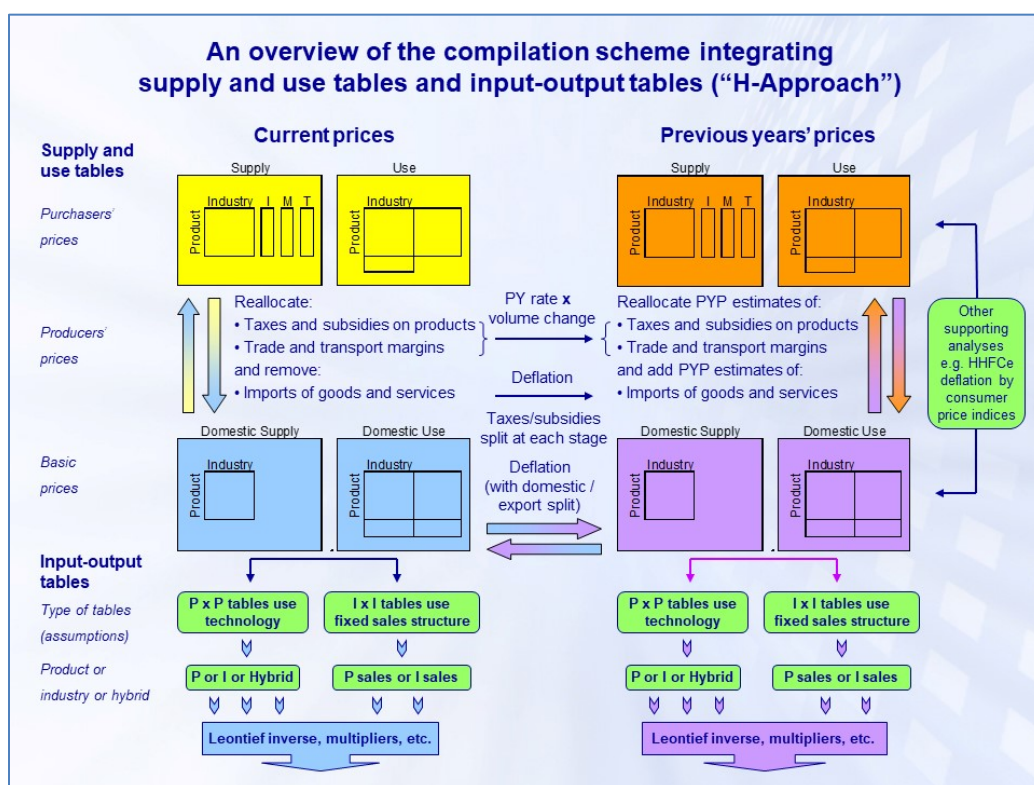 An overview of the compilation scheme integrating
supply and use tables and input-output tables (“H-Approach”)
Current prices
Previous years’ prices
Supply and
use tables
Supply
Use
Supply
Use
Purchasers’
prices
Industry I M T
Product
Industry
Industry I M T
Product
Industry
Producers’
prices
Reallocate:
• Taxes and subsidies on products
• Trade and transport margins
and remove:
• Imports of goods and services
PY rate x
volume change
Deflation
Taxes/subsidies
split at each stage
Deflation
(with domestic /
export split)
Reallocate PYP estimates of:
• Taxes and subsidies on products
• Trade and transport margins
and add PYP estimates of:
• Imports of goods and services
Other
supporting
analyses
e.g. HHFCe
deflation by
consumer
price indices
Basic
prices
Domestic Supply
Domestic Use
Industry
Product
Industry
Domestic Supply
Domestic Use
Industry
Product
Industry
Input-output
tables
Type of tables
(assumptions)
P x P tables use
technology
I x I tables use
fixed sales structure
P x P tables use
technology
I x I tables use
fixed sales structure
Product or
industry or hybrid
P or I or Hybrid
P sales or I sales
P or I or Hybrid
P sales or I sales
Leontief inverse, multipliers, etc.
Leontief inverse, multipliers, etc.